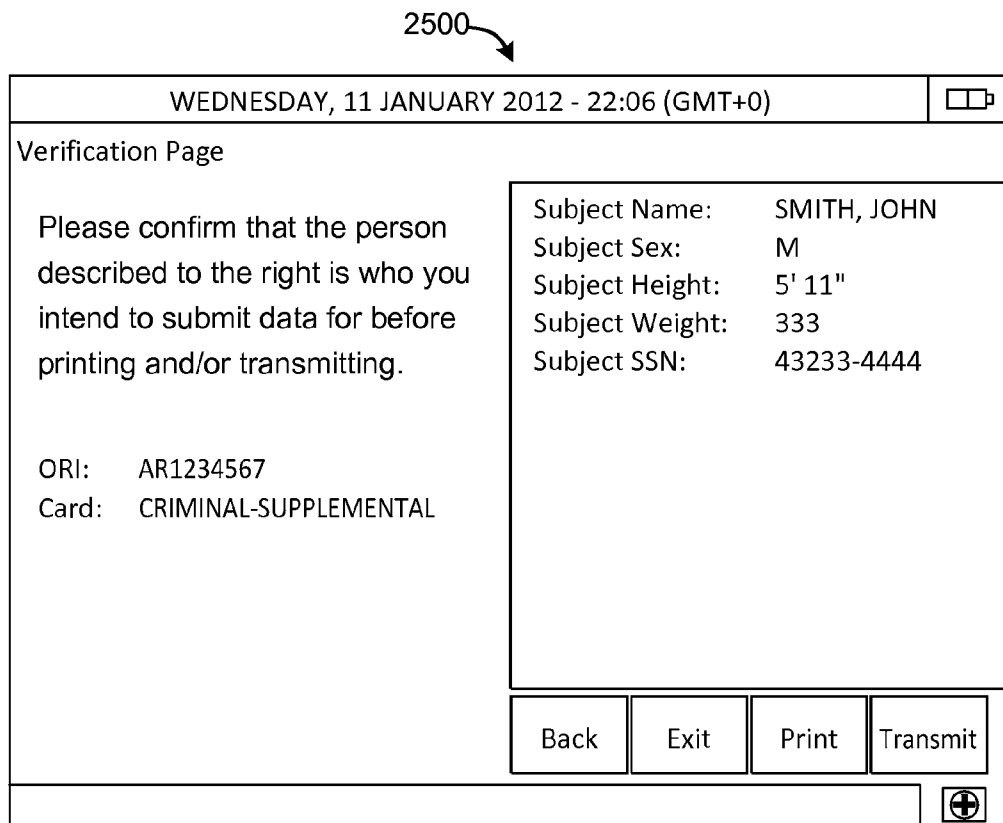 2500
WEDNESDAY, 11 JANUARY 2012 - 22:06 (GMT+0)
Verification Page
Please confirm that the person
described to the right is who you
intend to submit data for before
printing and/or transmitting.
ORI: AR1234567
Card: CRIMINAL-SUPPLEMENTAL
Subject Name: SMITH, JOHN
Subject Sex: M
Subject Height: 5' 11"
Subject Weight: 333
Subject SSN: 43233-4444
Back Exit Print Transmit